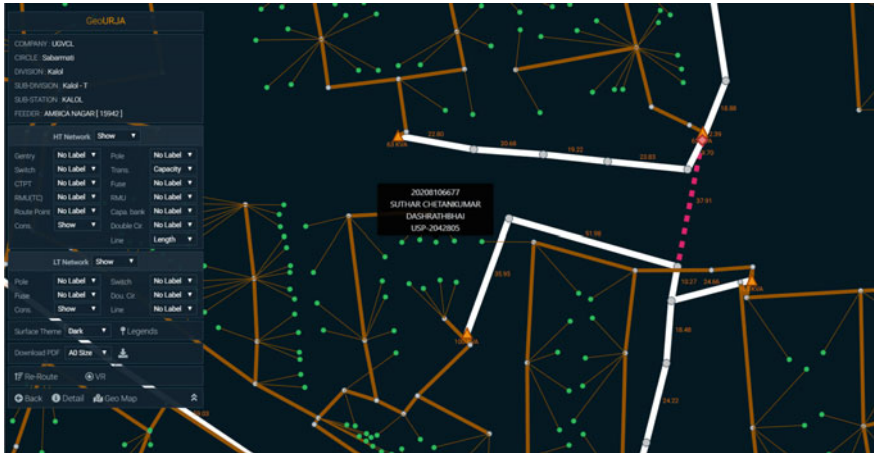 GeoURJA
COMPANY : UGVCL
CIRCLE: Sabarmati
DIVISION: Kalol
SUB-DIVISION: Kalol - T
SUB-STATION: KALOL
FEEDER: AMBICA NAGAR [ 15942 ]
HT Network Show
Gentry No Label Pole No Label
Switch No Label Trans. Capacity
CTPT No Label Fuse No Label
RMU(TC) No Label RMU No Label
Route Point No Label Capa. bank No Label
Cons. Show Double Cir. No Label
Line Length
LT Network Show
Pole No Label Switch No Label
Fuse No Label Dou. Cir. No Label
Cons. Show Line No Label
Surface Theme Dark Legends
Download PDF A0 Size
Re-Route VR
Back Detail Geo Map
20208106677
SUTHAR CHETANKUMAR
DASHRATHBHAI
USP-2042805
63 KVA
22.80
20.68
19.22
23.83
18.88
57.91
51.98
35.95
24.66
18.48
24.22